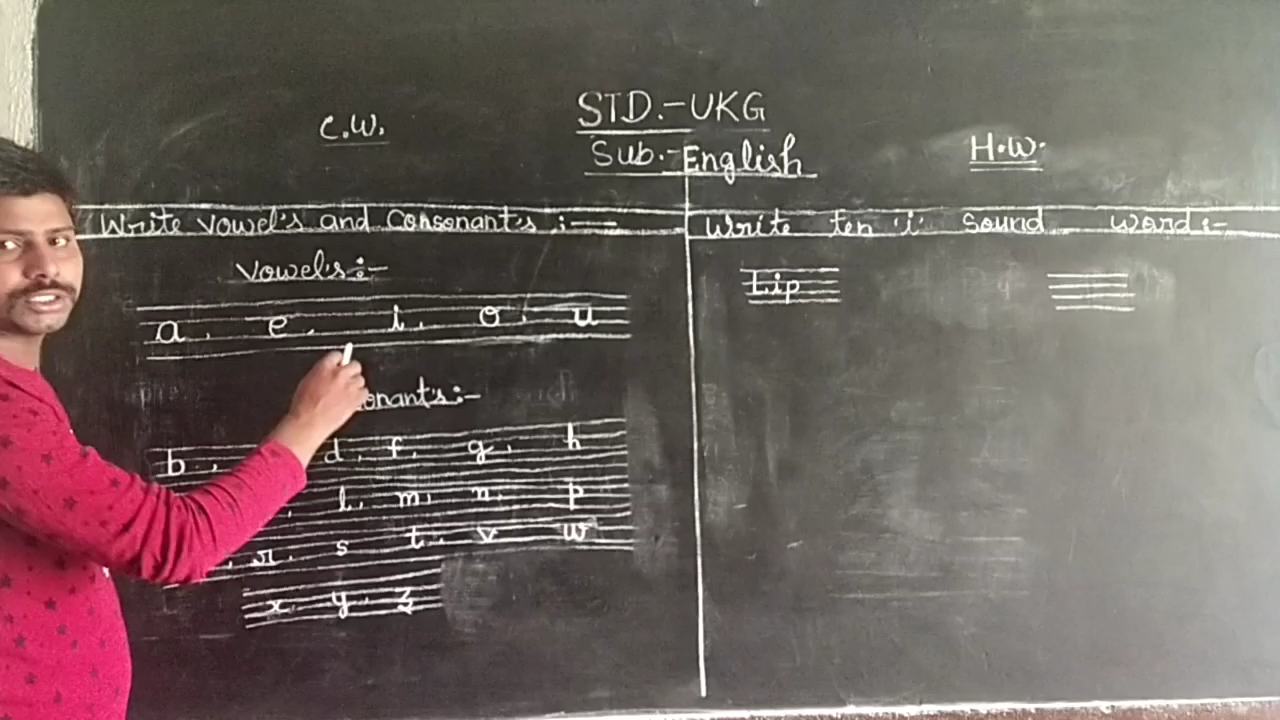 STD.-UKG
Sub.-English
C.W.
Write Vowel's and Consonant's :-
Vowel's :-
a, e, i, o, u
onant's :-
b, d, f, g, h
l, m, n, p
, r, s t, v w
x, y, z
H.W.
Write ten 'i' sound word :-
Lip